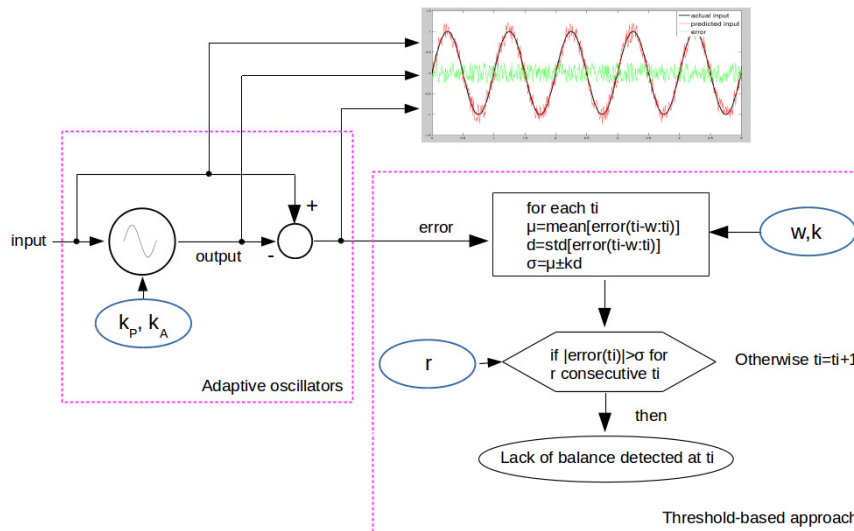 actual input
predicted input
error
input
output
+
-
k_P, k_A
Adaptive oscillators
error
for each ti
μ=mean[error(ti-w:ti)]
d=std[error(ti-w:ti)]
σ=μ±kd
w,k
r
if |error(ti)|>σ for
r consecutive ti
Otherwise ti=ti+1
then
Lack of balance detected at ti
Threshold-based approach